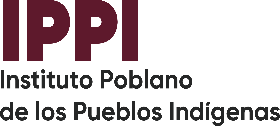 IPPI
Instituto Poblano
de los Pueblos Indígenas